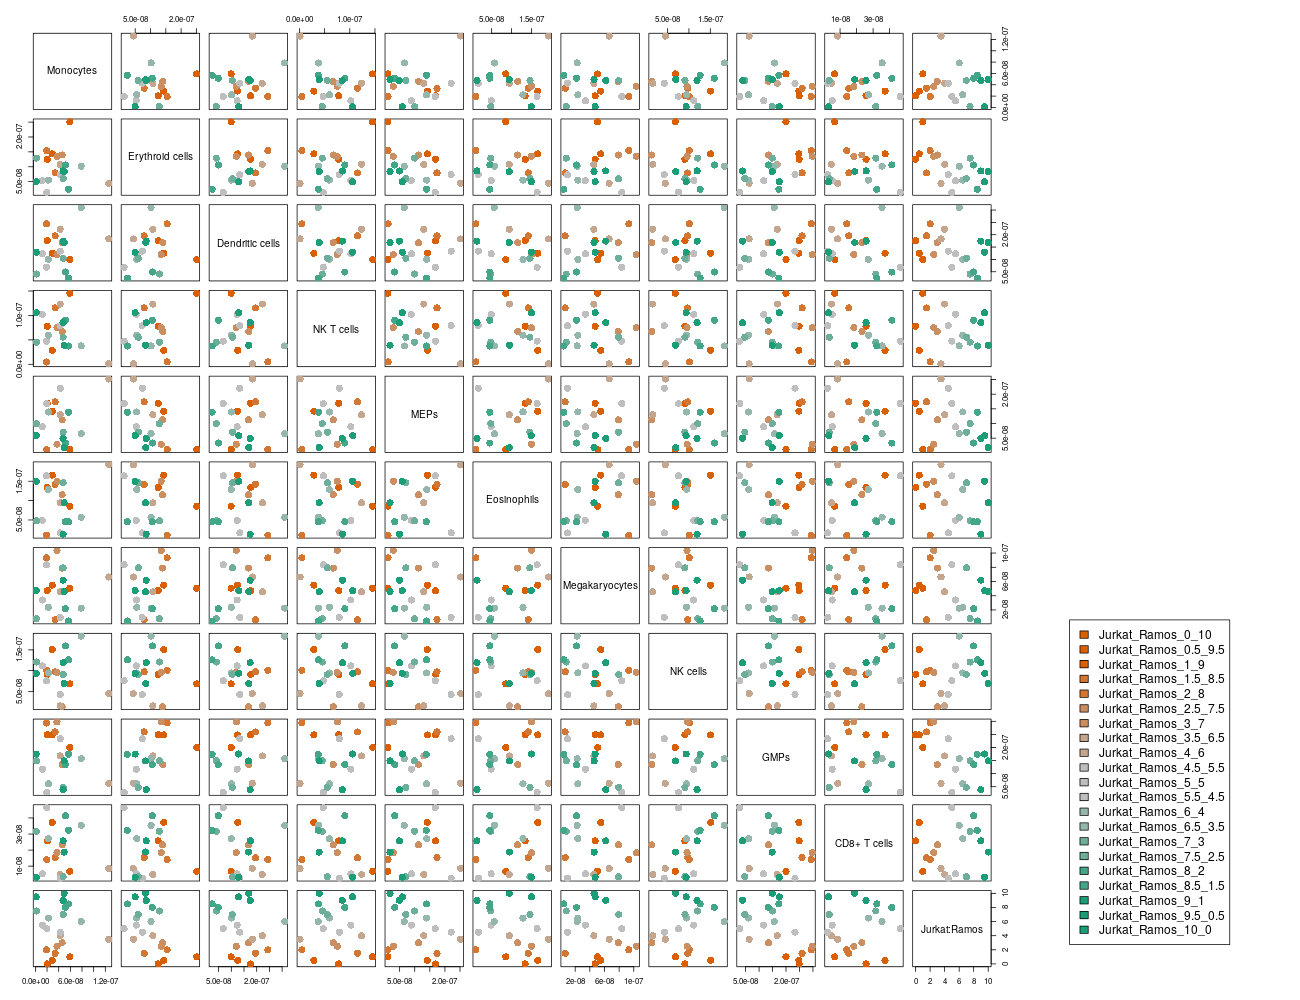 5.0e-08 2.0e-07 0.0e+00 1.0e-07 5.0e-08 1.5e-07 5.0e-08 1.5e-07 1e-08 3e-08
Monocytes 0.0e+00 6.0e-08 1.2e-07
5.0e-08 2.0e-07 Erythroid cells
Dendritic cells 5.0e-08 2.0e-07
0.0e+00 1.0e-07 NK T cells
MEPs 5.0e-08 2.0e-07
5.0e-08 1.5e-07 Eosinophils
Megakaryocytes 2e-08 6e-08 1e-07
5.0e-08 1.5e-07 NK cells
GMPs 5.0e-08 2.0e-07
1e-08 3e-08 CD8+ T cells
Jurkat:Ramos 0 2 4 6 8 10
0.0e+00 6.0e-08 1.2e-07 5.0e-08 2.0e-07 5.0e-08 2.0e-07 2e-08 6e-08 1e-07 5.0e-08 2.0e-07 0 2 4 6 8 10
Jurkat_Ramos_0_10
Jurkat_Ramos_0.5_9.5
Jurkat_Ramos_1_9
Jurkat_Ramos_1.5_8.5
Jurkat_Ramos_2_8
Jurkat_Ramos_2.5_7.5
Jurkat_Ramos_3_7
Jurkat_Ramos_3.5_6.5
Jurkat_Ramos_4_6
Jurkat_Ramos_4.5_5.5
Jurkat_Ramos_5_5
Jurkat_Ramos_5.5_4.5
Jurkat_Ramos_6_4
Jurkat_Ramos_6.5_3.5
Jurkat_Ramos_7_3
Jurkat_Ramos_7.5_2.5
Jurkat_Ramos_8_2
Jurkat_Ramos_8.5_1.5
Jurkat_Ramos_9_1
Jurkat_Ramos_9.5_0.5
Jurkat_Ramos_10_0